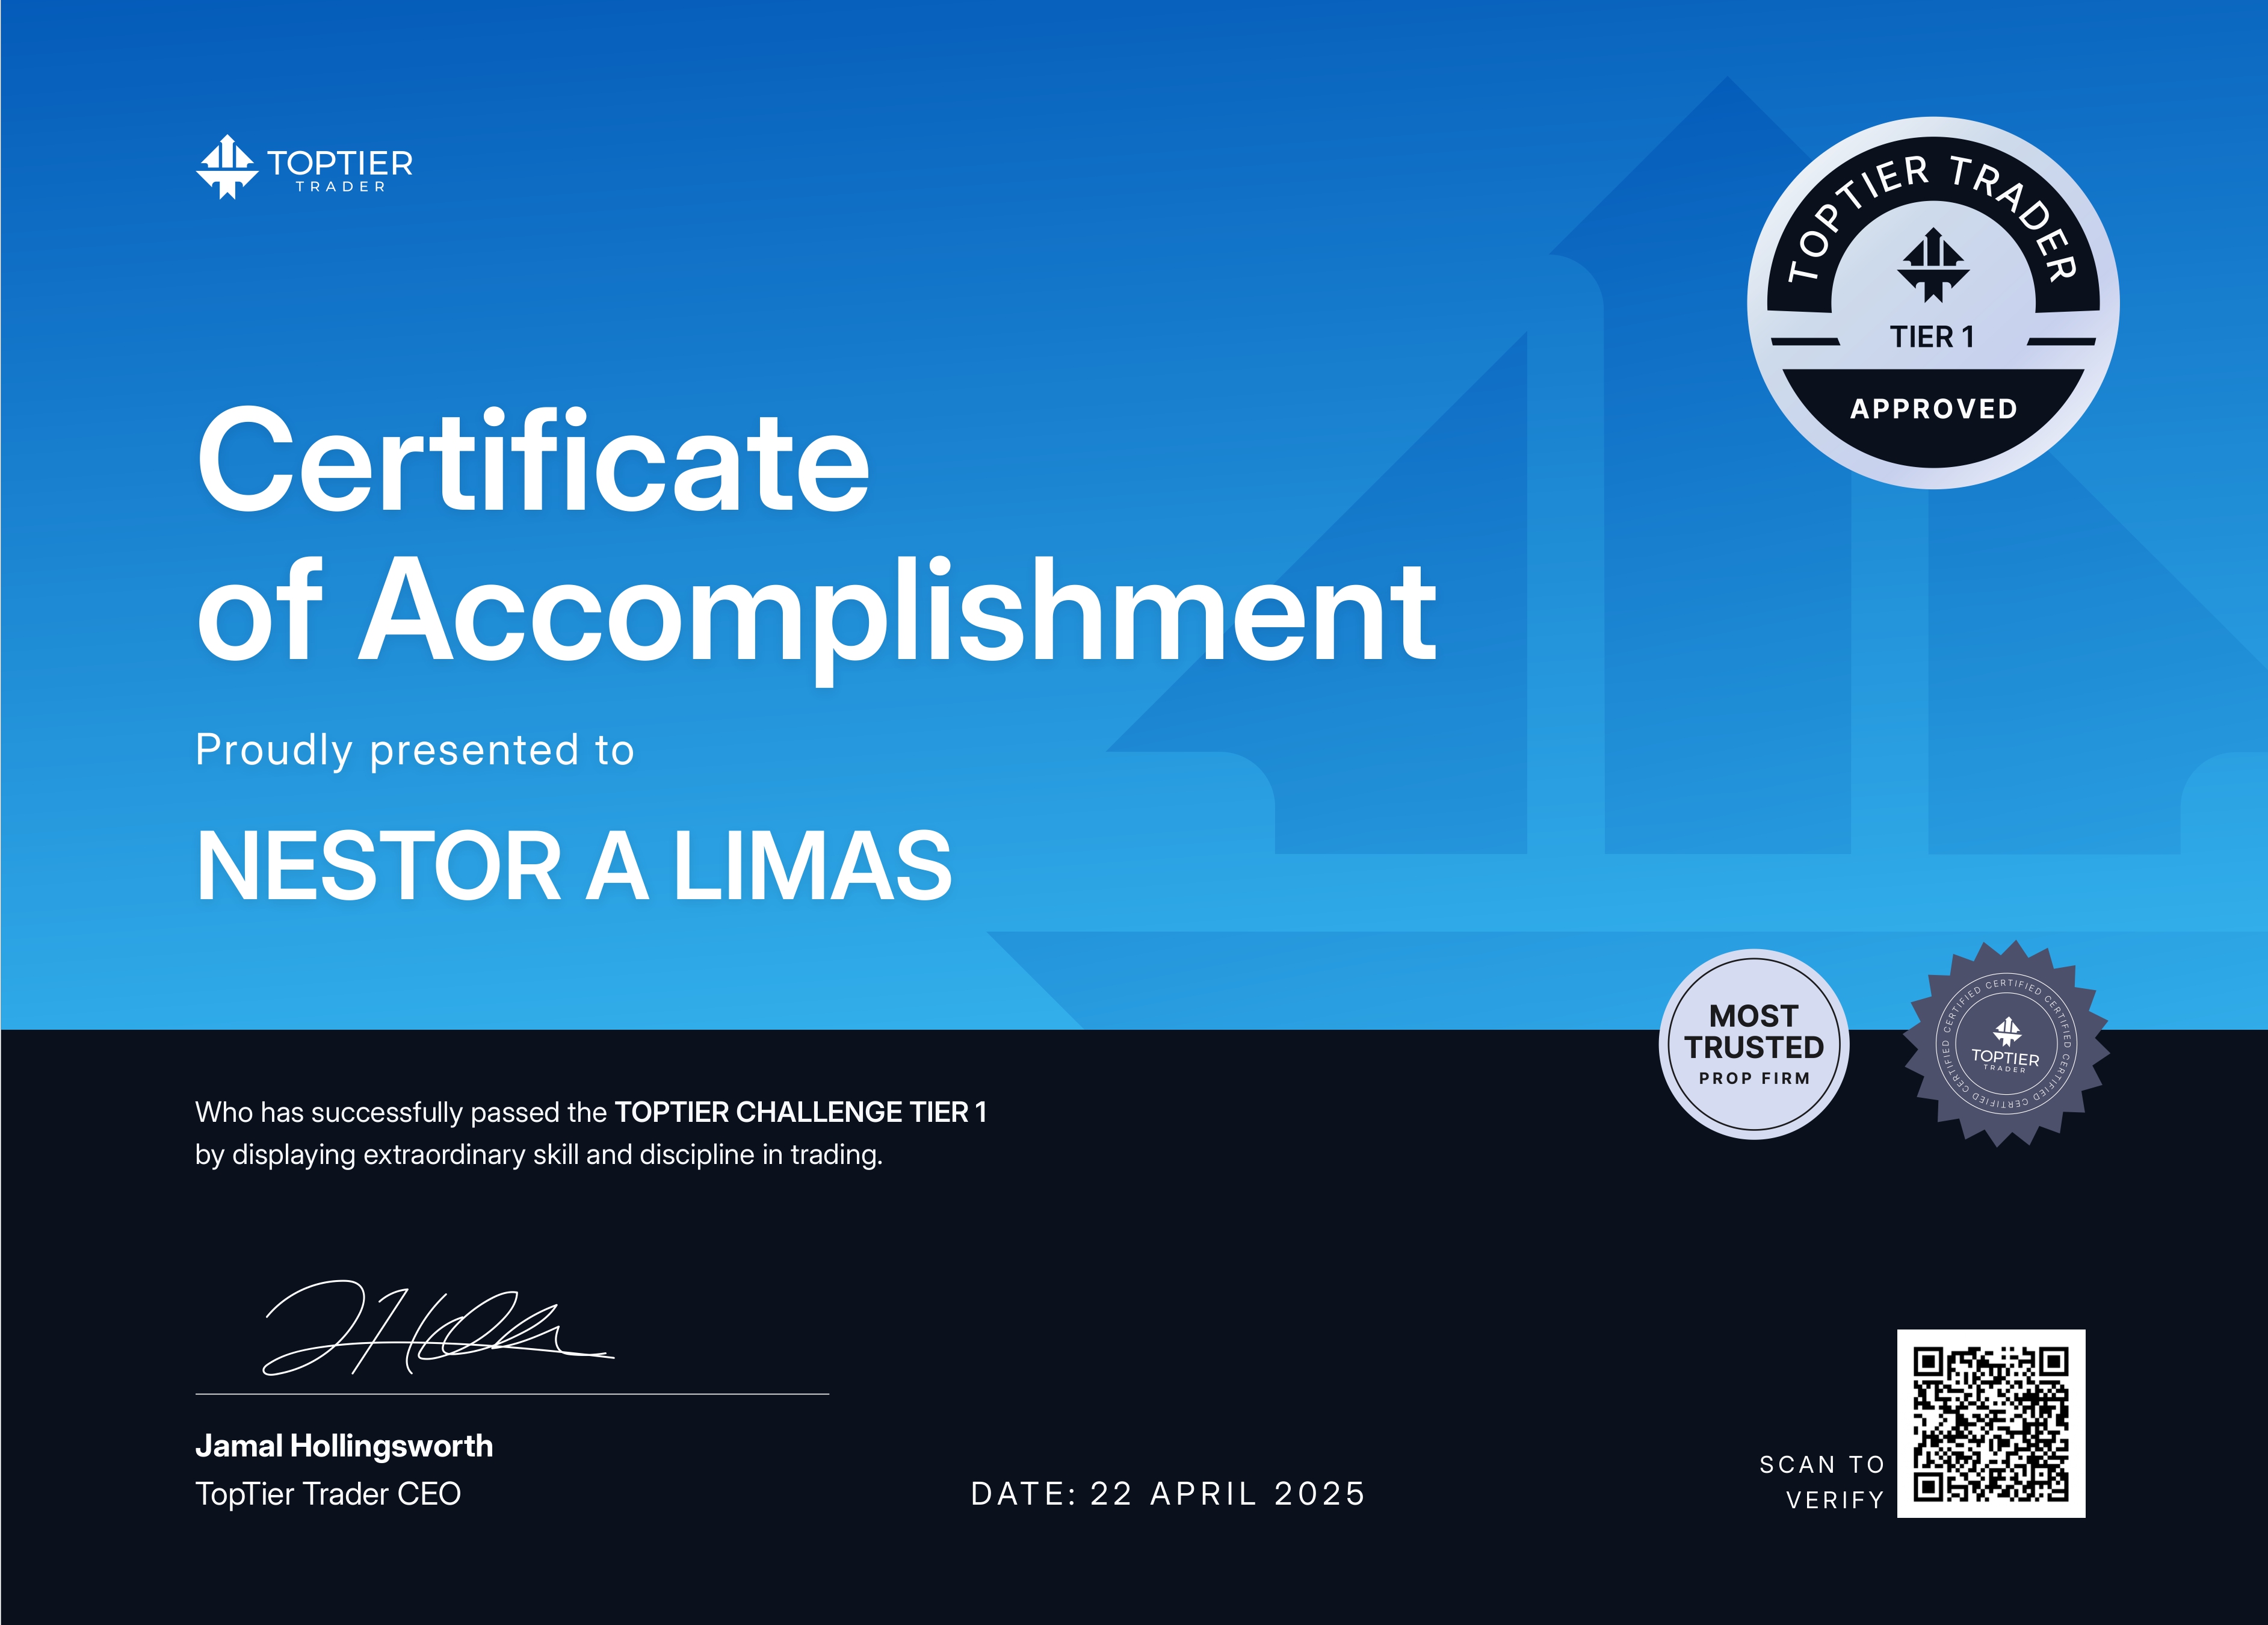 TOPTIER
TRADER
TOPTIER TRADER
TIER 1
APPROVED
Certificate
of Accomplishment
Proudly presented to
NESTOR A LIMAS
MOST
TRUSTED
PROP FIRM
CERTIFIED CERTIFIED CERTIFIED CERTIFIED CERTIFIED CERTIFIED
TOPTIER
TRADER
Who has successfully passed the TOPTIER CHALLENGE TIER 1
by displaying extraordinary skill and discipline in trading.
Jamal Hollingsworth
TopTier Trader CEO
DATE: 22 APRIL 2025
SCAN TO
VERIFY